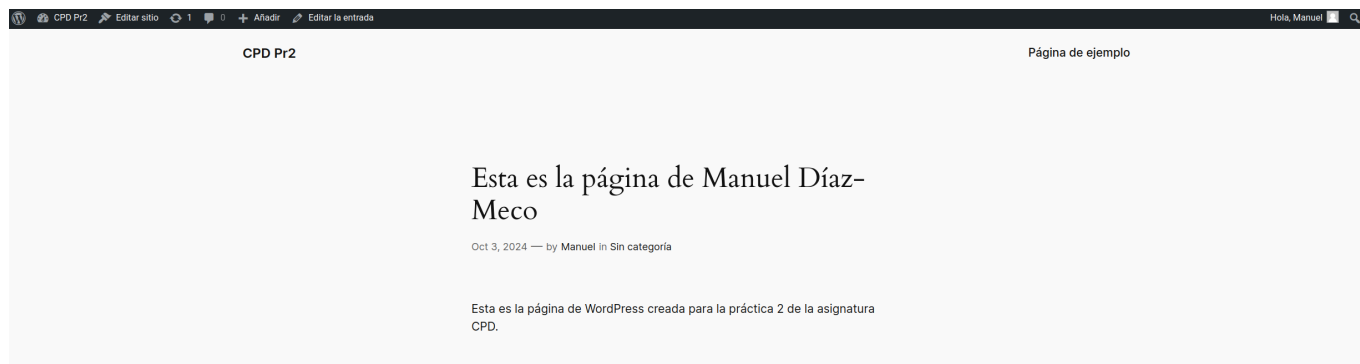 CPD Pr2 Editar sitio 1 0 Añadir Editar la entrada Hola, Manuel
CPD Pr2 Página de ejemplo
Esta es la página de Manuel Díaz-
Meco
Oct 3, 2024 — by Manuel in Sin categoría
Esta es la página de WordPress creada para la práctica 2 de la asignatura
CPD.